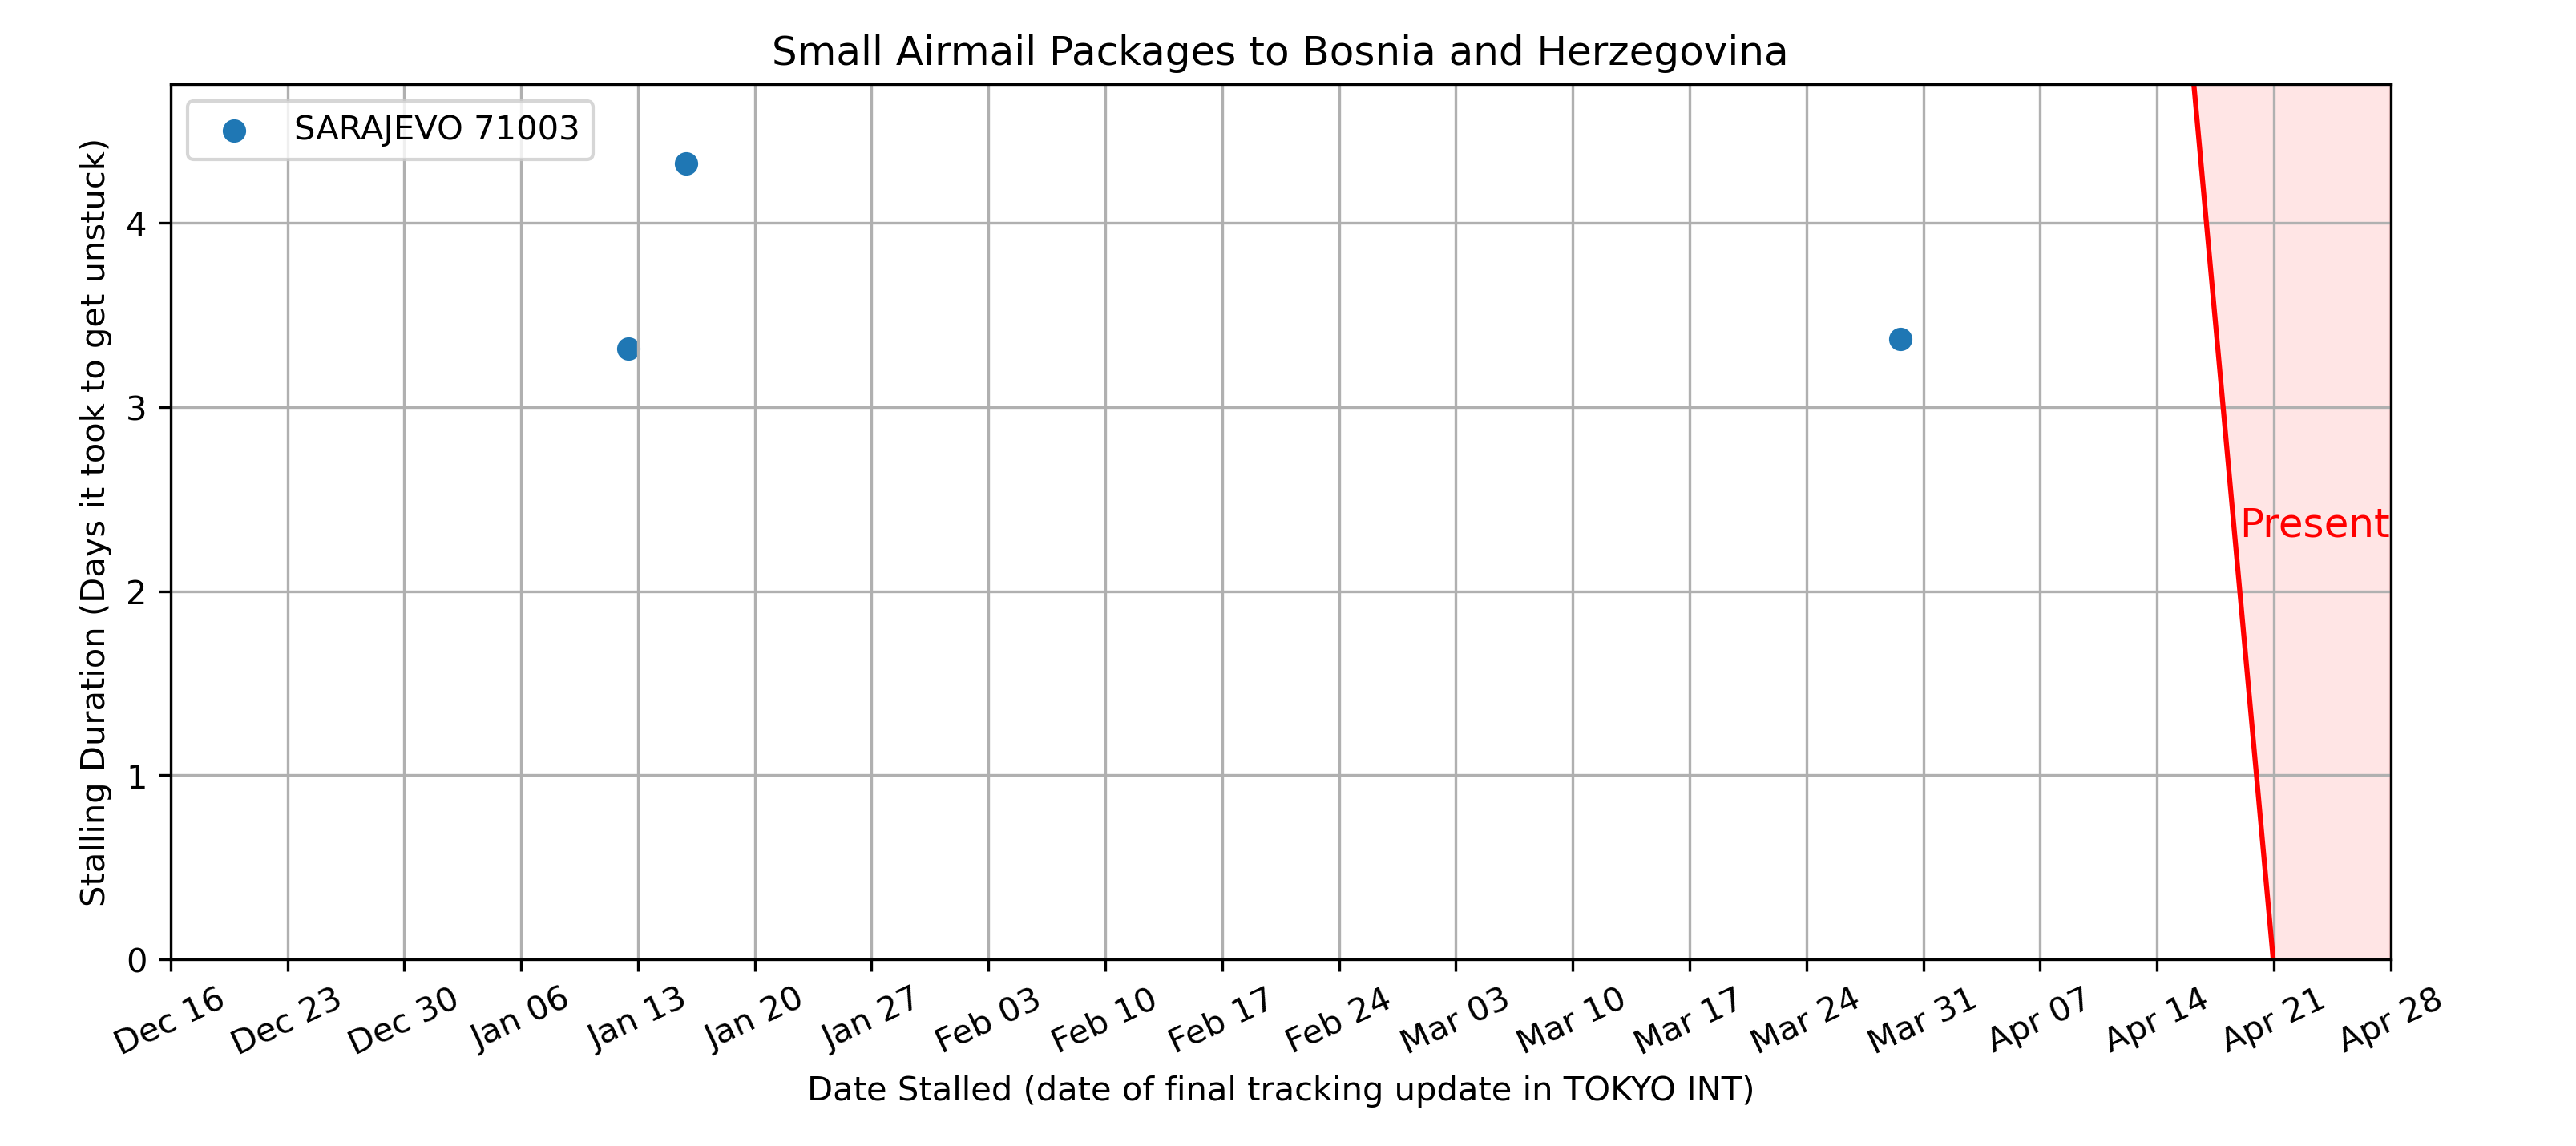 Small Airmail Packages to Bosnia and Herzegovina
SARAJEVO 71003
Stalling Duration (Days it took to get unstuck)
4
3
2
1
0
Present
Dec 16
Dec 23
Dec 30
Jan 06
Jan 13
Jan 20
Jan 27
Feb 03
Feb 10
Feb 17
Feb 24
Mar 03
Mar 10
Mar 17
Mar 24
Mar 31
Apr 07
Apr 14
Apr 21
Apr 28
Date Stalled (date of final tracking update in TOKYO INT)